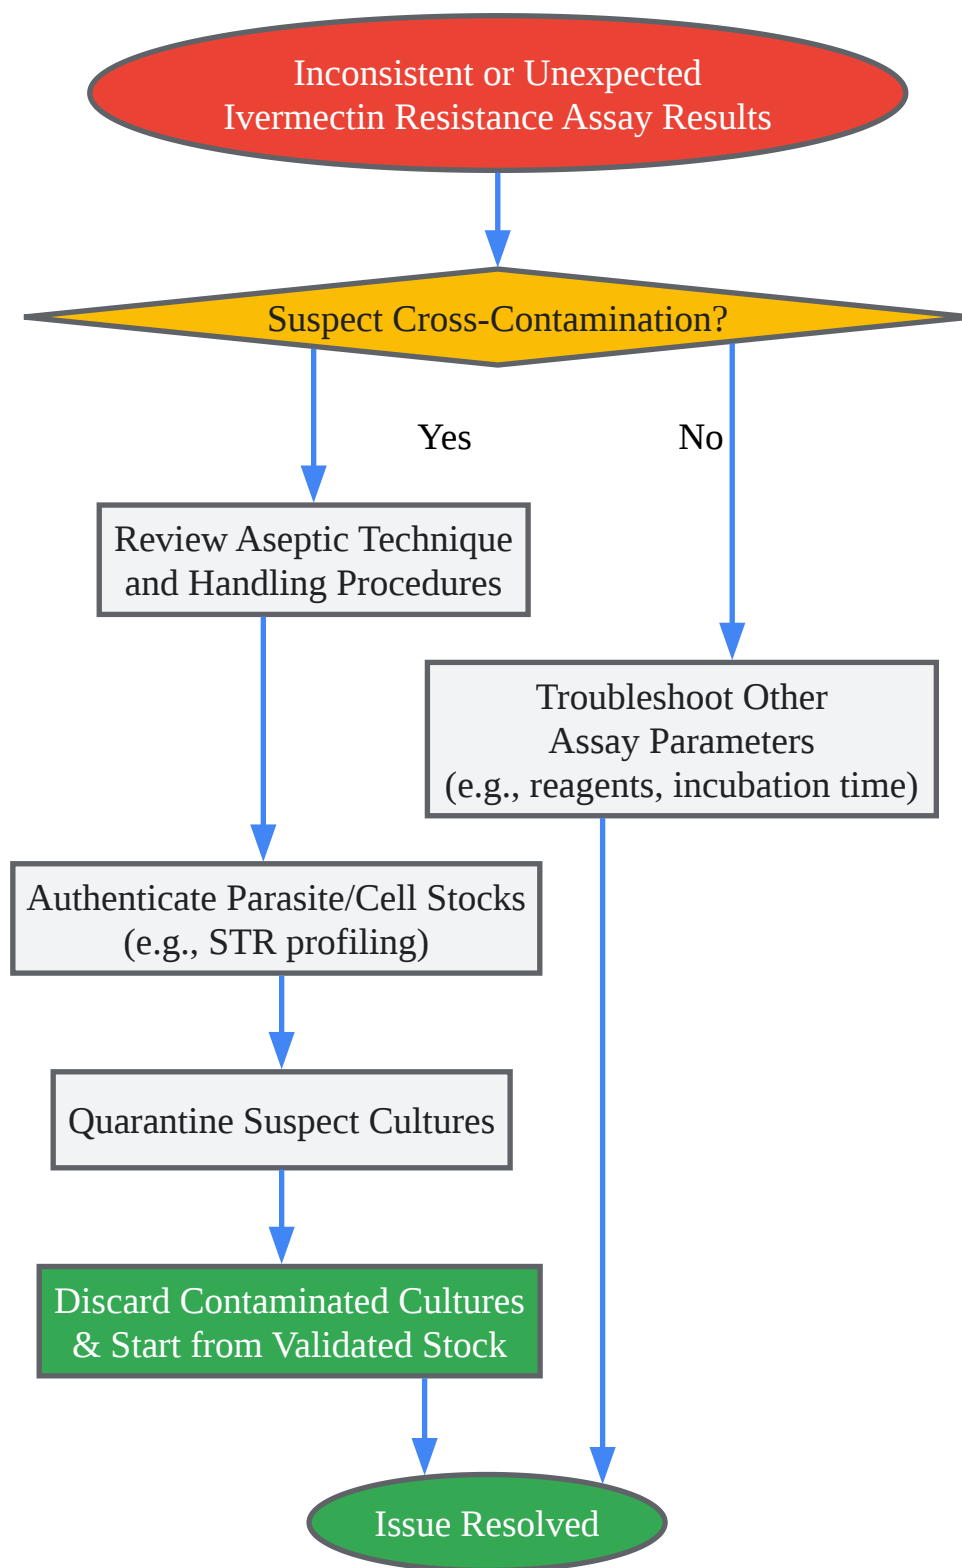 Inconsistent or Unexpected
Ivermectin Resistance Assay Results
Suspect Cross-Contamination?
Yes
No
Review Aseptic Technique
and Handling Procedures
Troubleshoot Other
Assay Parameters
(e.g., reagents, incubation time)
Authenticate Parasite/Cell Stocks
(e.g., STR profiling)
Quarantine Suspect Cultures
Discard Contaminated Cultures
& Start from Validated Stock
Issue Resolved